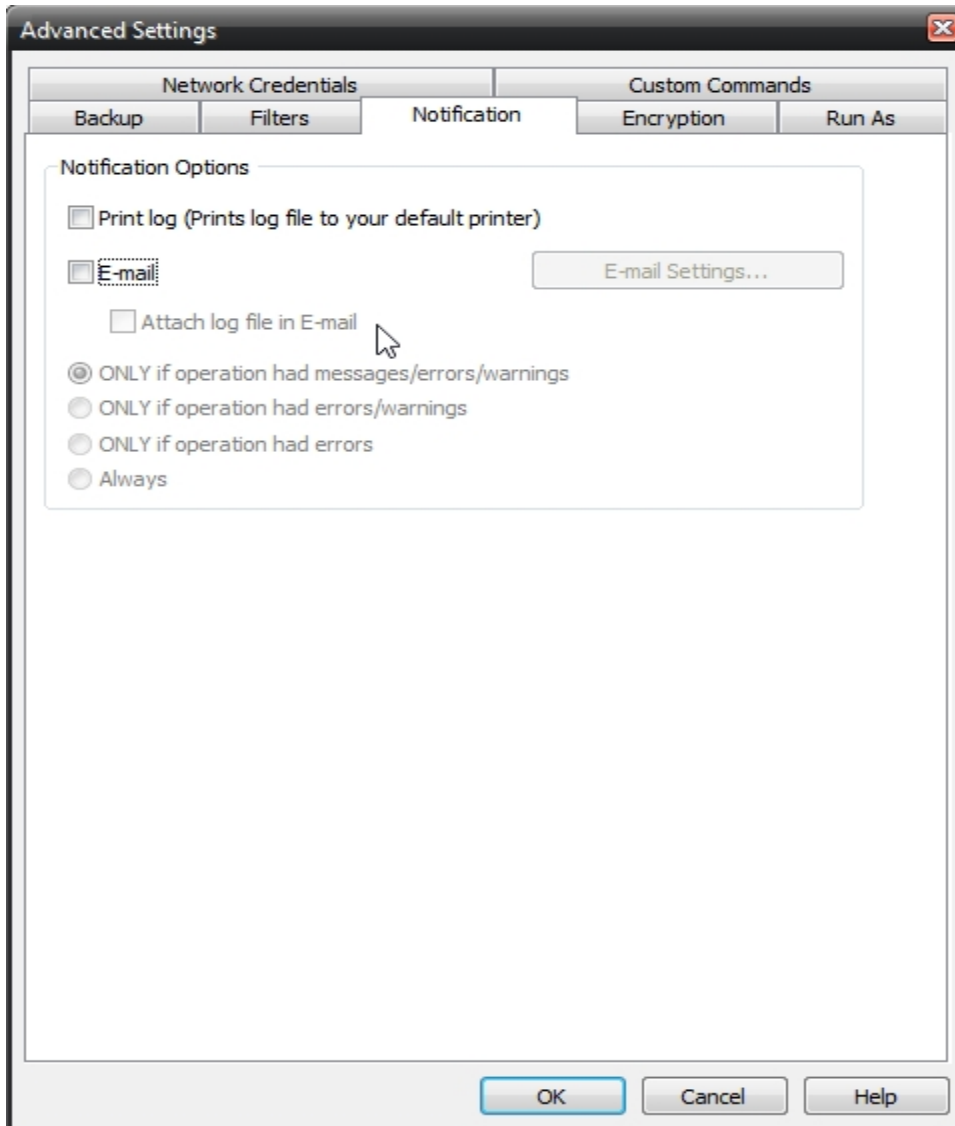 Advanced Settings
Network Credentials Custom Commands
Backup Filters Notification Encryption Run As
Notification Options
Print log (Prints log file to your default printer)
E-mail E-mail Settings...
Attach log file in E-mail
ONLY if operation had messages/errors/warnings
ONLY if operation had errors/warnings
ONLY if operation had errors
Always
OK Cancel Help